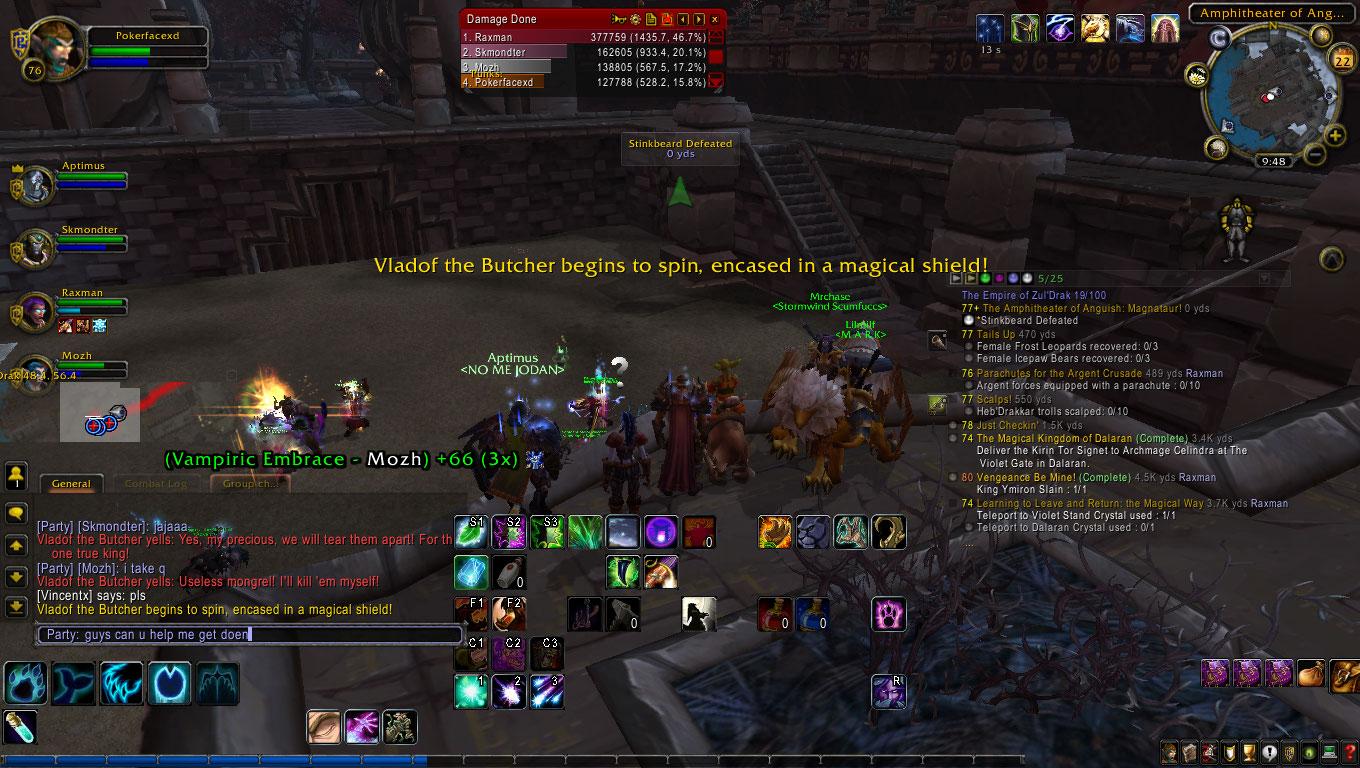 Pokerfacexd
76
Damage Done
1. Raxman 377759 (1435.7, 46.7%)
2. Skmondter 162605 (933.4, 20.1%)
3. Mozh 138805 (567.5, 17.2%)
4. Pokerfacexd 127788 (528.2, 15.8%)
13 s
Amphitheater of Ang...
N
22
9:48
Stinkbeard Defeated
0 yds
Aptimus
Skmondter
Raxman
Mozh
48.4, 56.4
Vladof the Butcher begins to spin, encased in a magical shield!
Mrchase
<Stormwind Scumfuccs>
<M A R K>
Aptimus
<NO ME JODAN>
5/25
The Empire of Zul'Drak 19/100
77+ The Amphitheater of Anguish: Magnataur! 0 yds
*Stinkbeard Defeated
77 Tails Up 470 yds
Female Frost Leopards recovered: 0/3
Female Icepaw Bears recovered: 0/3
76 Parachutes for the Argent Crusade 489 yds Raxman
Argent forces equipped with a parachute : 0/10
77 Scalps! 550 yds
Heb'Drakkar trolls scalped: 0/10
78 Just Checkin' 1.5K yds
74 The Magical Kingdom of Dalaran (Complete) 3.4K yds
Deliver the Kirin Tor Signet to Archmage Celindra at The
Violet Gate in Dalaran.
80 Vengeance Be Mine! (Complete) 4.5K yds Raxman
King Ymiron Slain : 1/1
74 Learning to Leave and Return: the Magical Way 3.7K yds Raxman
Teleport to Violet Stand Crystal used : 1/1
Teleport to Dalaran Crystal used : 0/1
...
(Vampiric Embrace - Mozh) +66 (3x)
General
Combat Log
Group ch...
[Party] [Skmondter]: jajaaa
Vladof the Butcher yells: Yes, my precious, we will tear them apart! For th
one true king!
[Party] [Mozh]: i take q
Vladof the Butcher yells: Useless mongrel! I'll kill 'em myself!
[Vincentx] says: pls
Vladof the Butcher begins to spin, encased in a magical shield!
Party: guys can u help me get doen
S1 S2 S3 0
0
F1 F2 0 0 0
C1 C2 C3
1 2 3 R